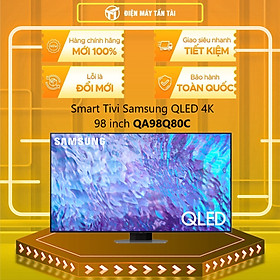 ĐIỆN MÁY TẤN TÀI
Hàng chính hãng
MỚI 100%
Giao siêu nhanh
TIẾT KIỆM
Lỗi là
ĐỔI MỚI
Bảo hành
TOÀN QUỐC
Smart Tivi Samsung QLED 4K
98 inch QA98Q80C
SAMSUNG
QLED